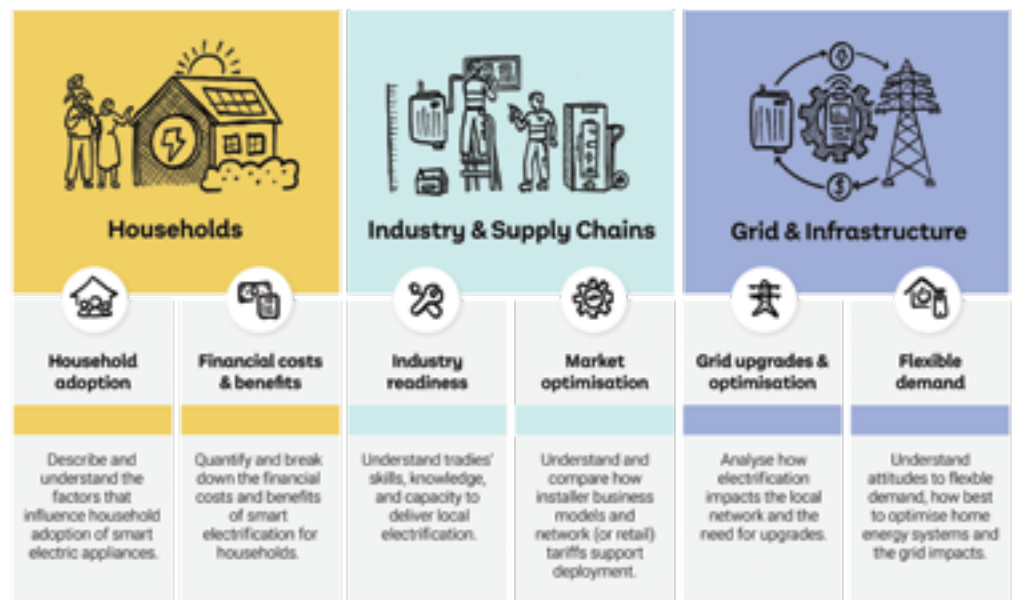 Households
Industry & Supply Chains
Grid & Infrastructure
Household
adoption
Financial costs
& benefits
Industry
readiness
Market
optimisation
Grid upgrades &
optimisation
Flexible
demand
Describe and
understand the
factors that
influence household
adoption of smart
electric appliances.
Quantify and break
down the financial
costs and benefits
of smart
electrification for
households.
Understand tradies'
skills, knowledge,
and capacity to
deliver local
electrification.
Understand and
compare how
installer business
models and
network (or retail)
tariffs support
deployment.
Analyse how
electrification
impacts the local
network and the
need for upgrades.
Understand
attitudes to flexble
demand, how best
to optimise home
energy systems and
the grid impacts.